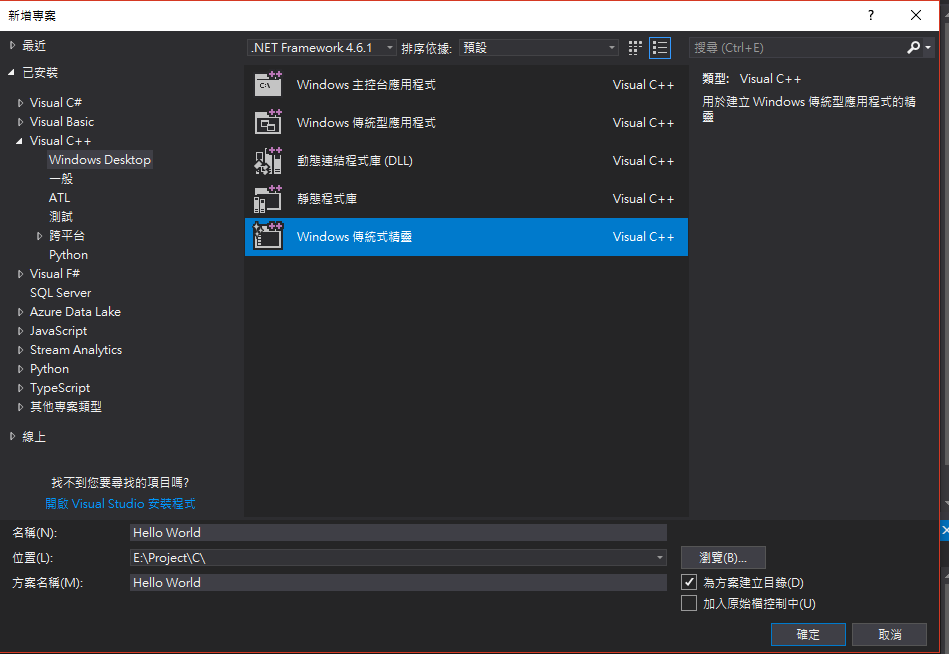 新增專案
?
最近
已安裝
Visual C#
Visual Basic
Visual C++
Windows Desktop
一般
ATL
測試
跨平台
Python
Visual F#
SQL Server
Azure Data Lake
JavaScript
Stream Analytics
Python
TypeScript
其他專案類型
線上
找不到您要尋找的項目嗎?
開啟 Visual Studio 安裝程式
.NET Framework 4.6.1 排序依據: 預設
Windows 主控台應用程式 Visual C++
Windows 傳統型應用程式 Visual C++
動態連結程式庫 (DLL) Visual C++
靜態程式庫 Visual C++
Windows 傳統式精靈 Visual C++
搜尋 (Ctrl+E)
類型: Visual C++
用於建立 Windows 傳統型應用程式的精
靈
名稱(N): Hello World
位置(L): E:\Project\C\ 瀏覽(B)...
方案名稱(M): Hello World 為方案建立目錄(D)
加入原始檔控制中(U)
確定 取消